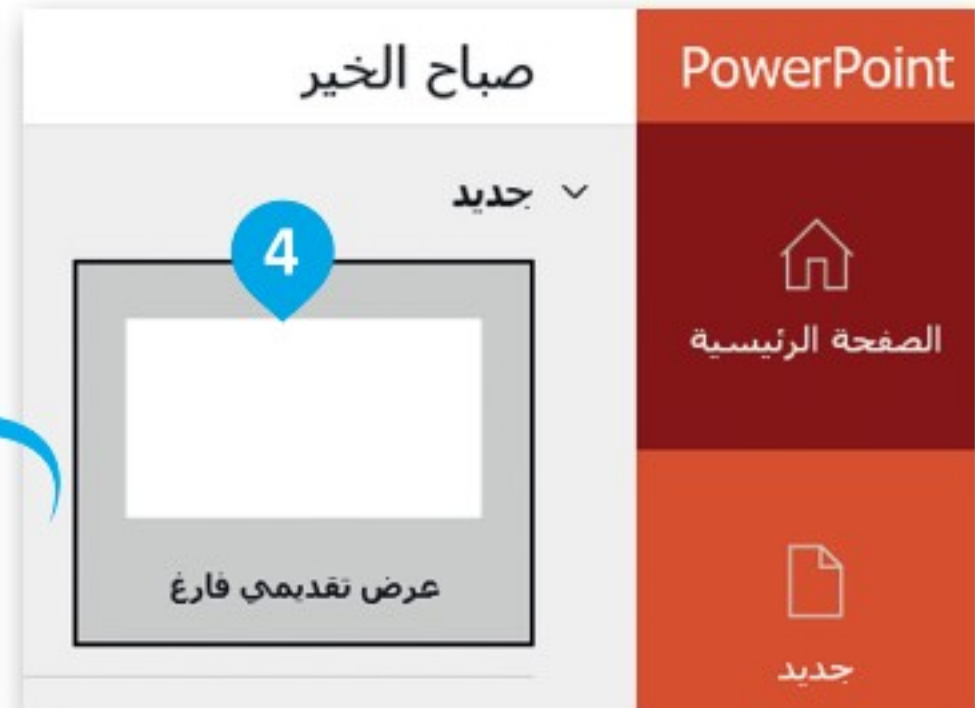 PowerPoint
صباح الخير
الصفحة الرئيسية
جديد
جديد
4
عرض تقديمي فارغ